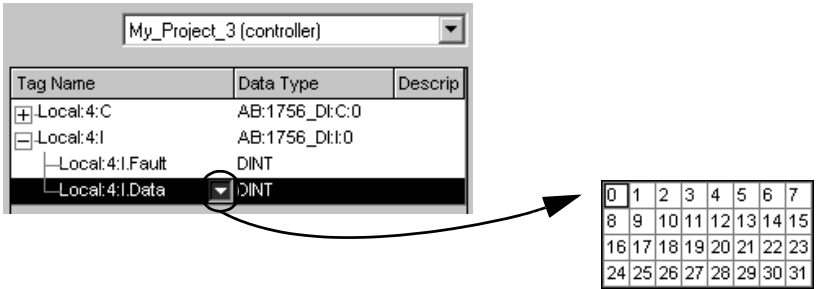 My_Project_3 (controller)
Tag Name Data Type Descrip
Local:4:C AB:1756_DI:C:0
Local:4:I AB:1756_DI:I:0
Local:4:I.Fault DINT
Local:4:I.Data DINT
0 1 2 3 4 5 6 7
8 9 10 11 12 13 14 15
16 17 18 19 20 21 22 23
24 25 26 27 28 29 30 31